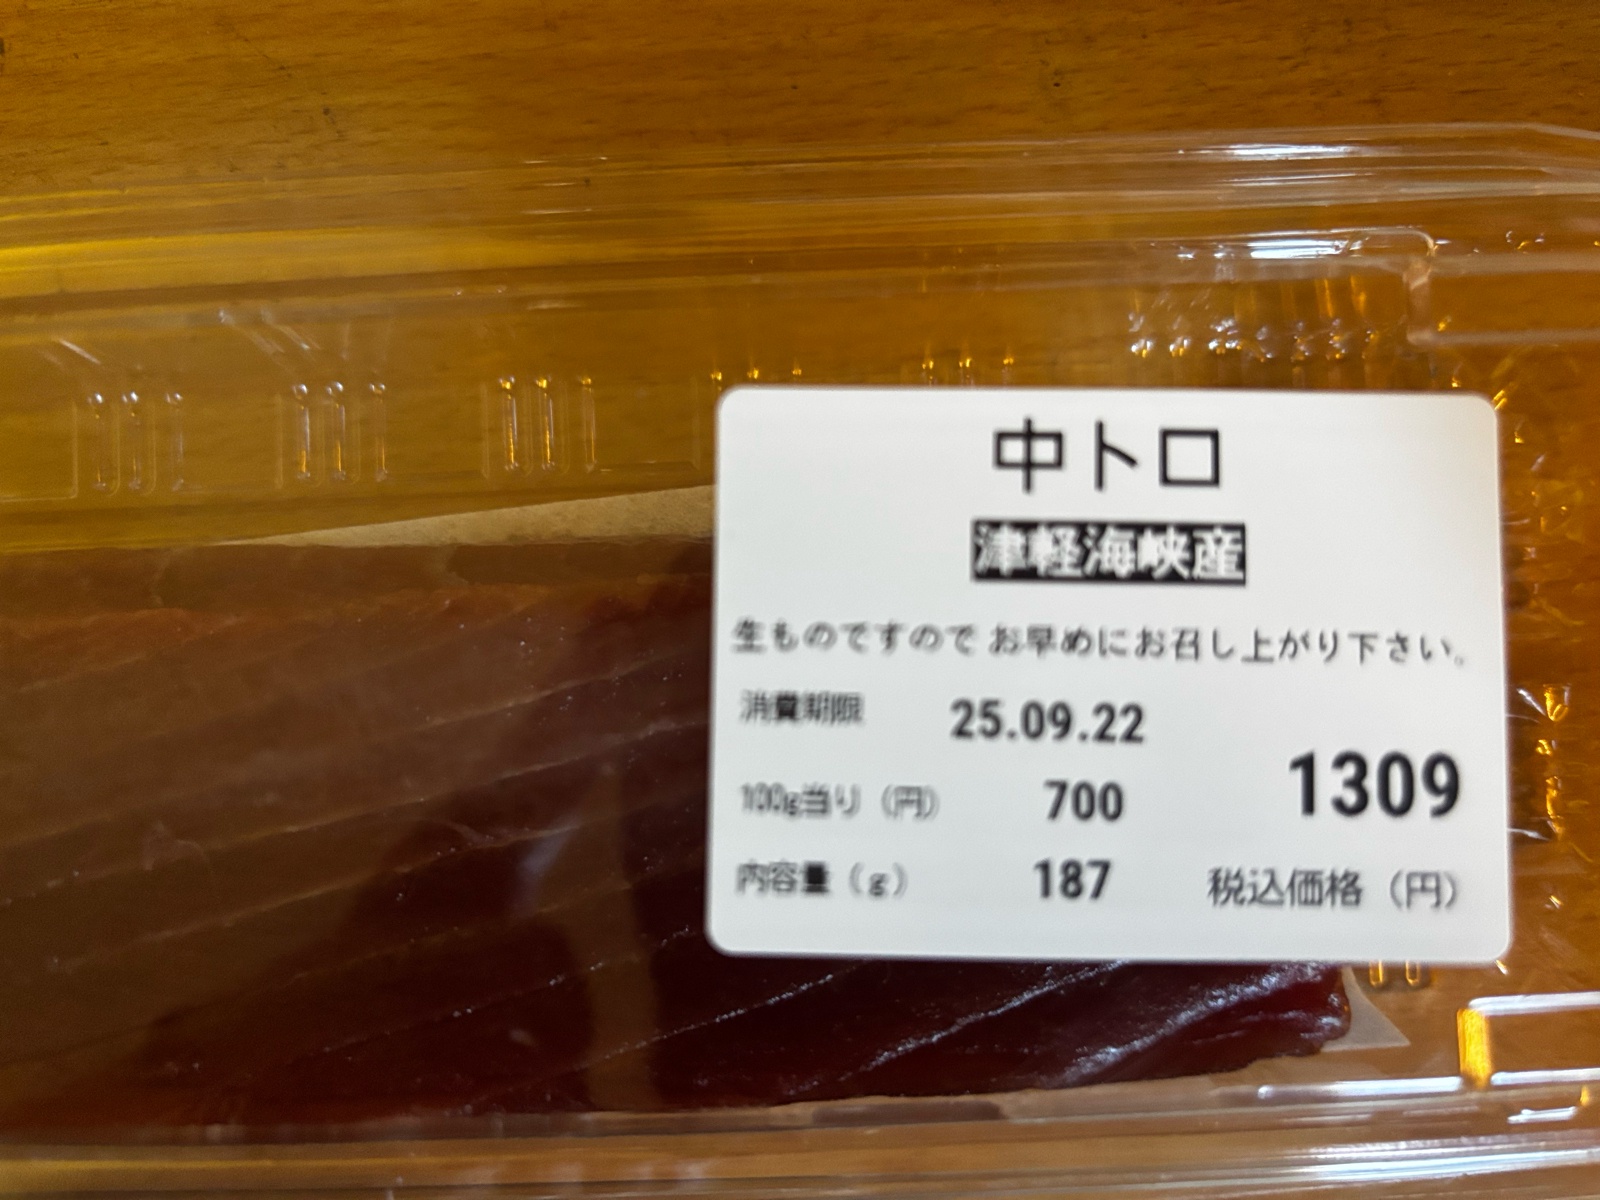 中トロ
津軽海峡産
生ものですので お早めにお召し上がり下さい。
消費期限 25.09.22
100g当り（円） 700 1309
内容量（g） 187 税込価格（円）